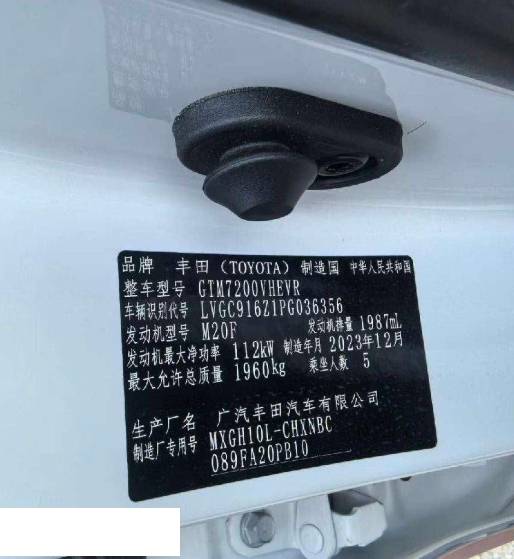 品牌 丰田（TOYOTA） 制造国 中华人民共和国
整车型号 GTM7200VHEVR
车辆识别代号 LVGC916Z1PG036356
发动机型号 M20F 发动机排量 1987mL
发动机最大净功率 112kW 制造年月 2023年12月
最大允许总质量 1960kg 乘坐人数 5
生产厂名 广汽丰田汽车有限公司
制造厂专用号 MXGH10L-CHXNBC
089FA20PB10